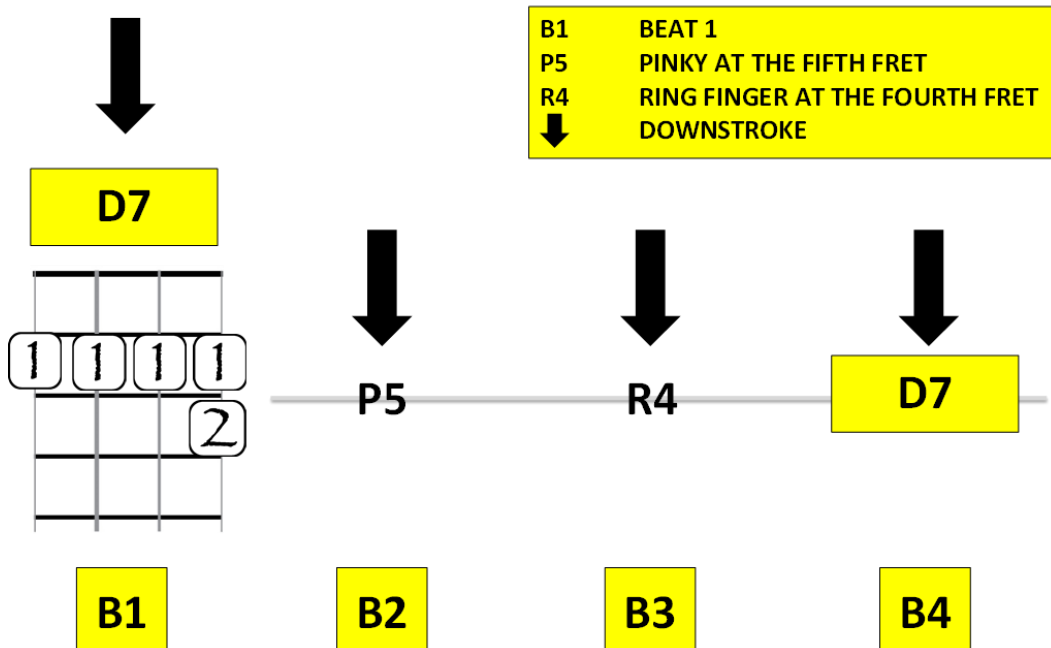 B1 BEAT 1
P5 PINKY AT THE FIFTH FRET
R4 RING FINGER AT THE FOURTH FRET
DOWNSTROKE
D7
1 1 1 1
2
P5 R4 D7
B1 B2 B3 B4